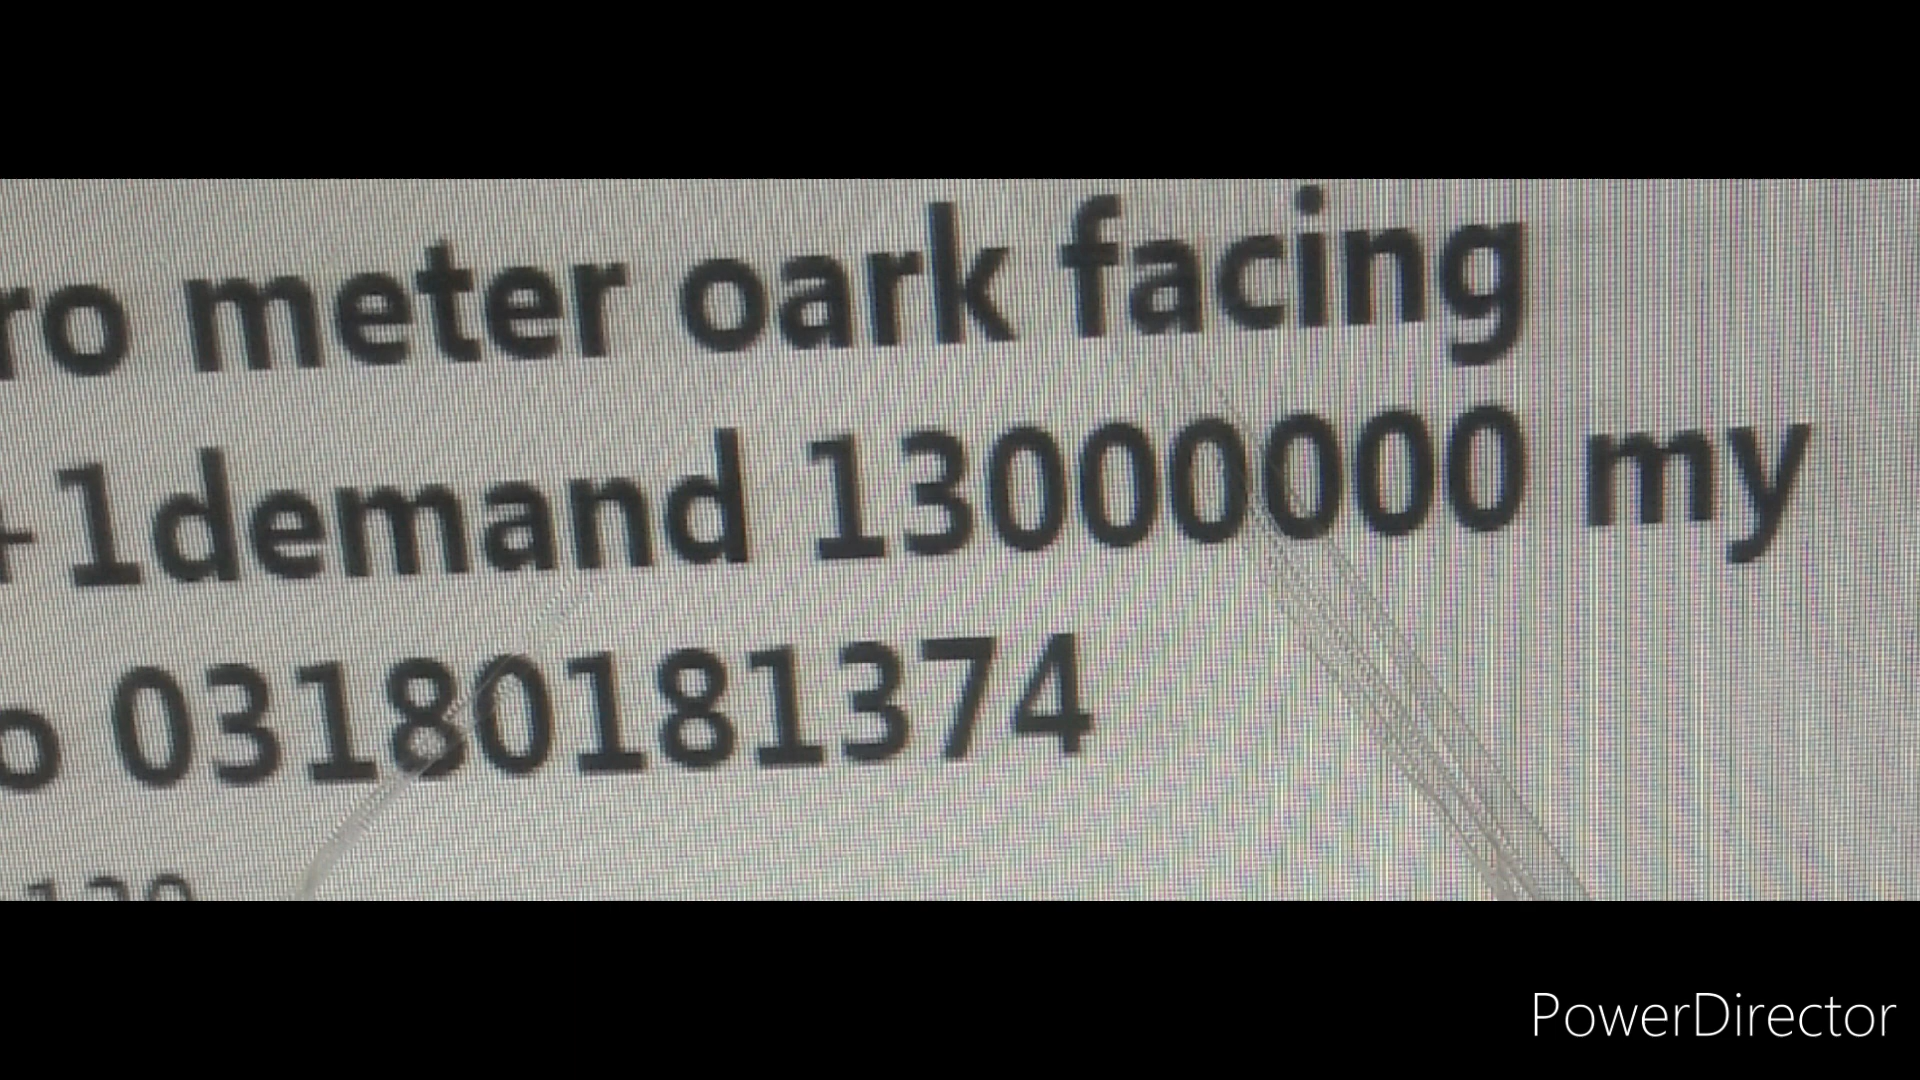 ro meter oark facing
+1demand 13000000 my
o 03180181374
PowerDirector